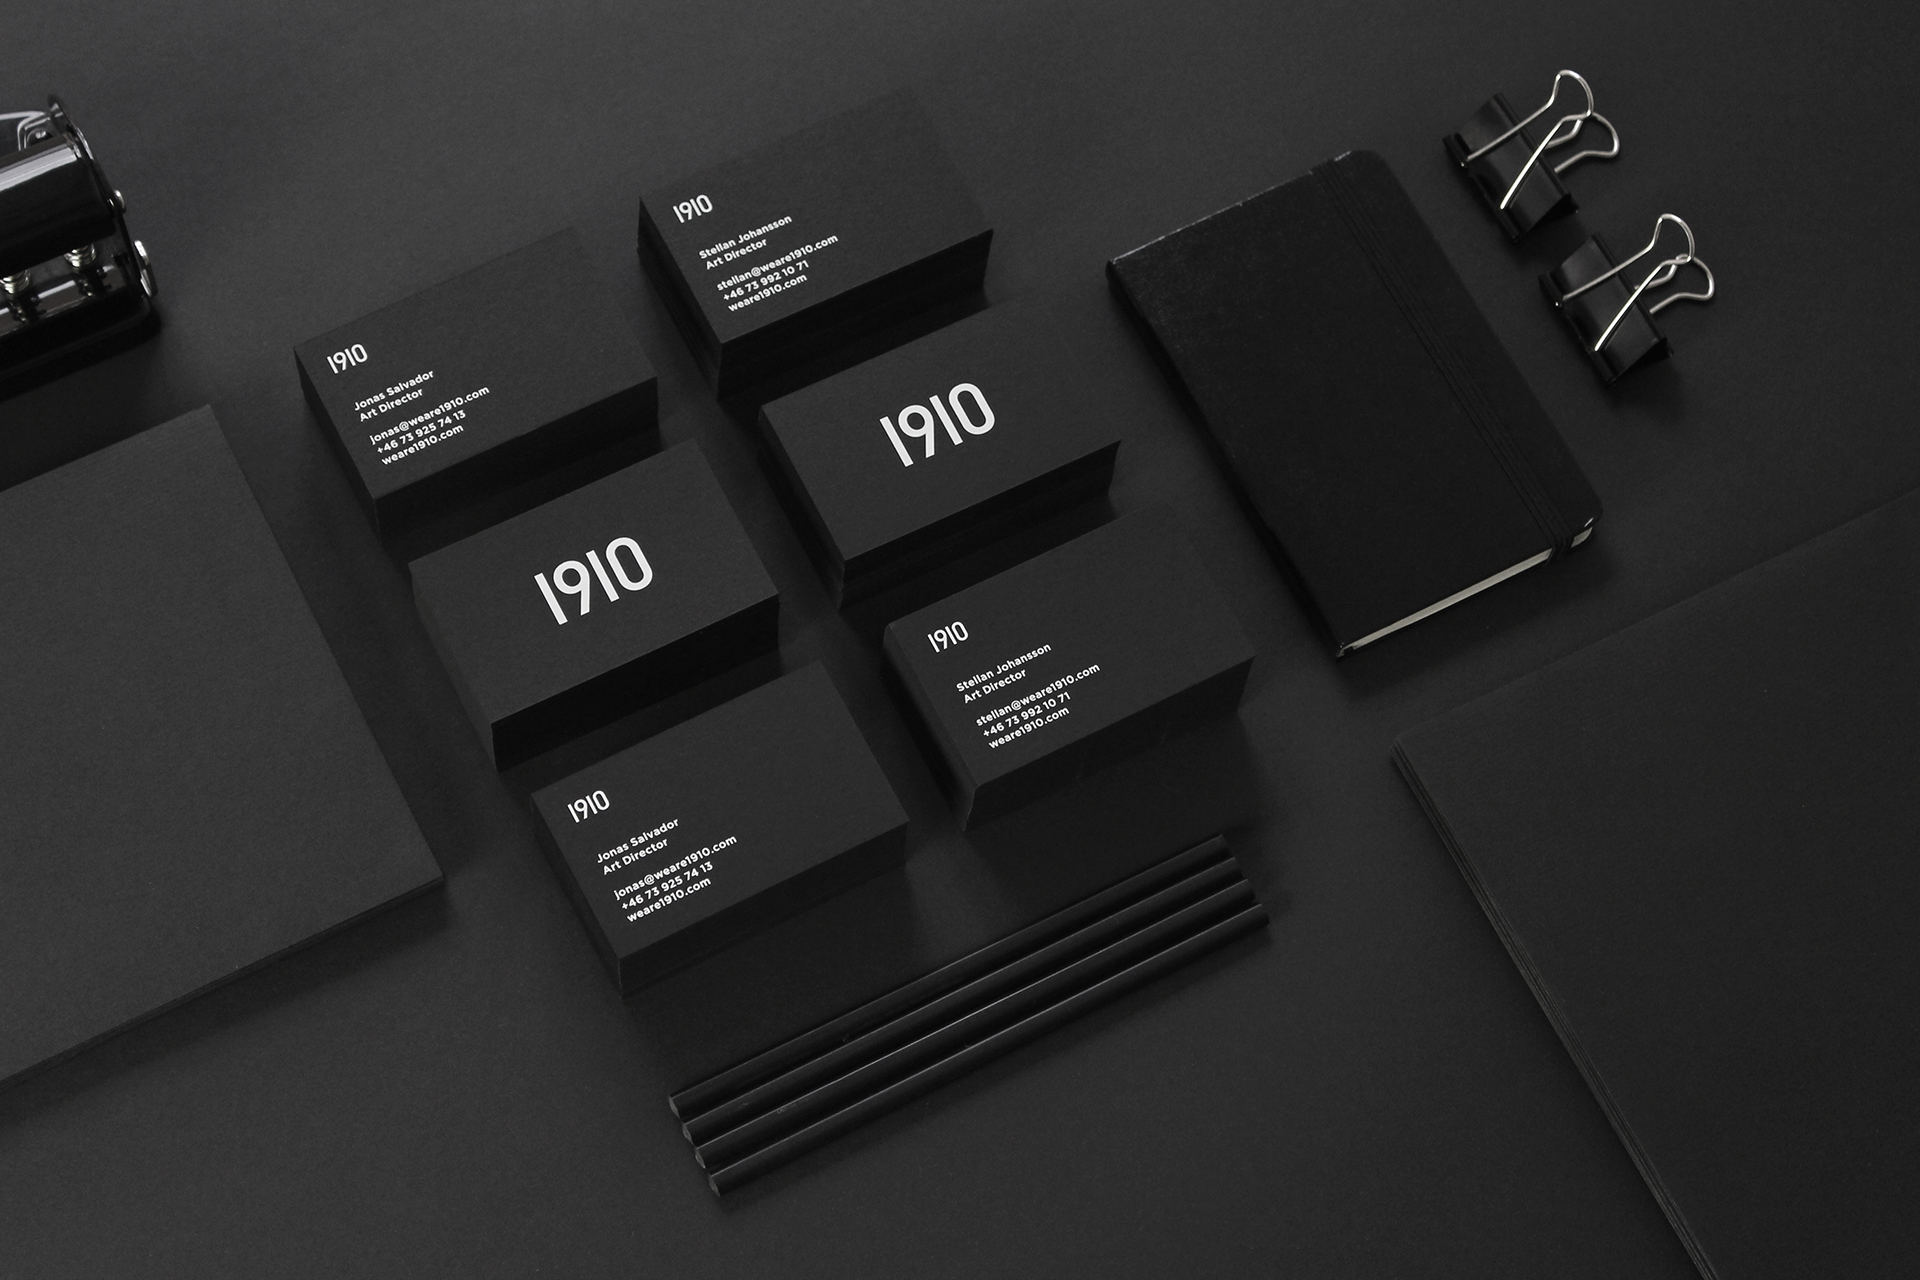 1910
Stellan Johansson
Art Director
stellan@weare1910.com
+46 73 992 10 71
weare1910.com
1910
Jonas Salvador
Art Director
jonas@weare1910.com
+46 73 925 74 13
weare1910.com
1910
1910
1910
Stellan Johansson
Art Director
stellan@weare1910.com
+46 73 992 10 71
weare1910.com
1910
Jonas Salvador
Art Director
jonas@weare1910.com
+46 73 925 74 13
weare1910.com